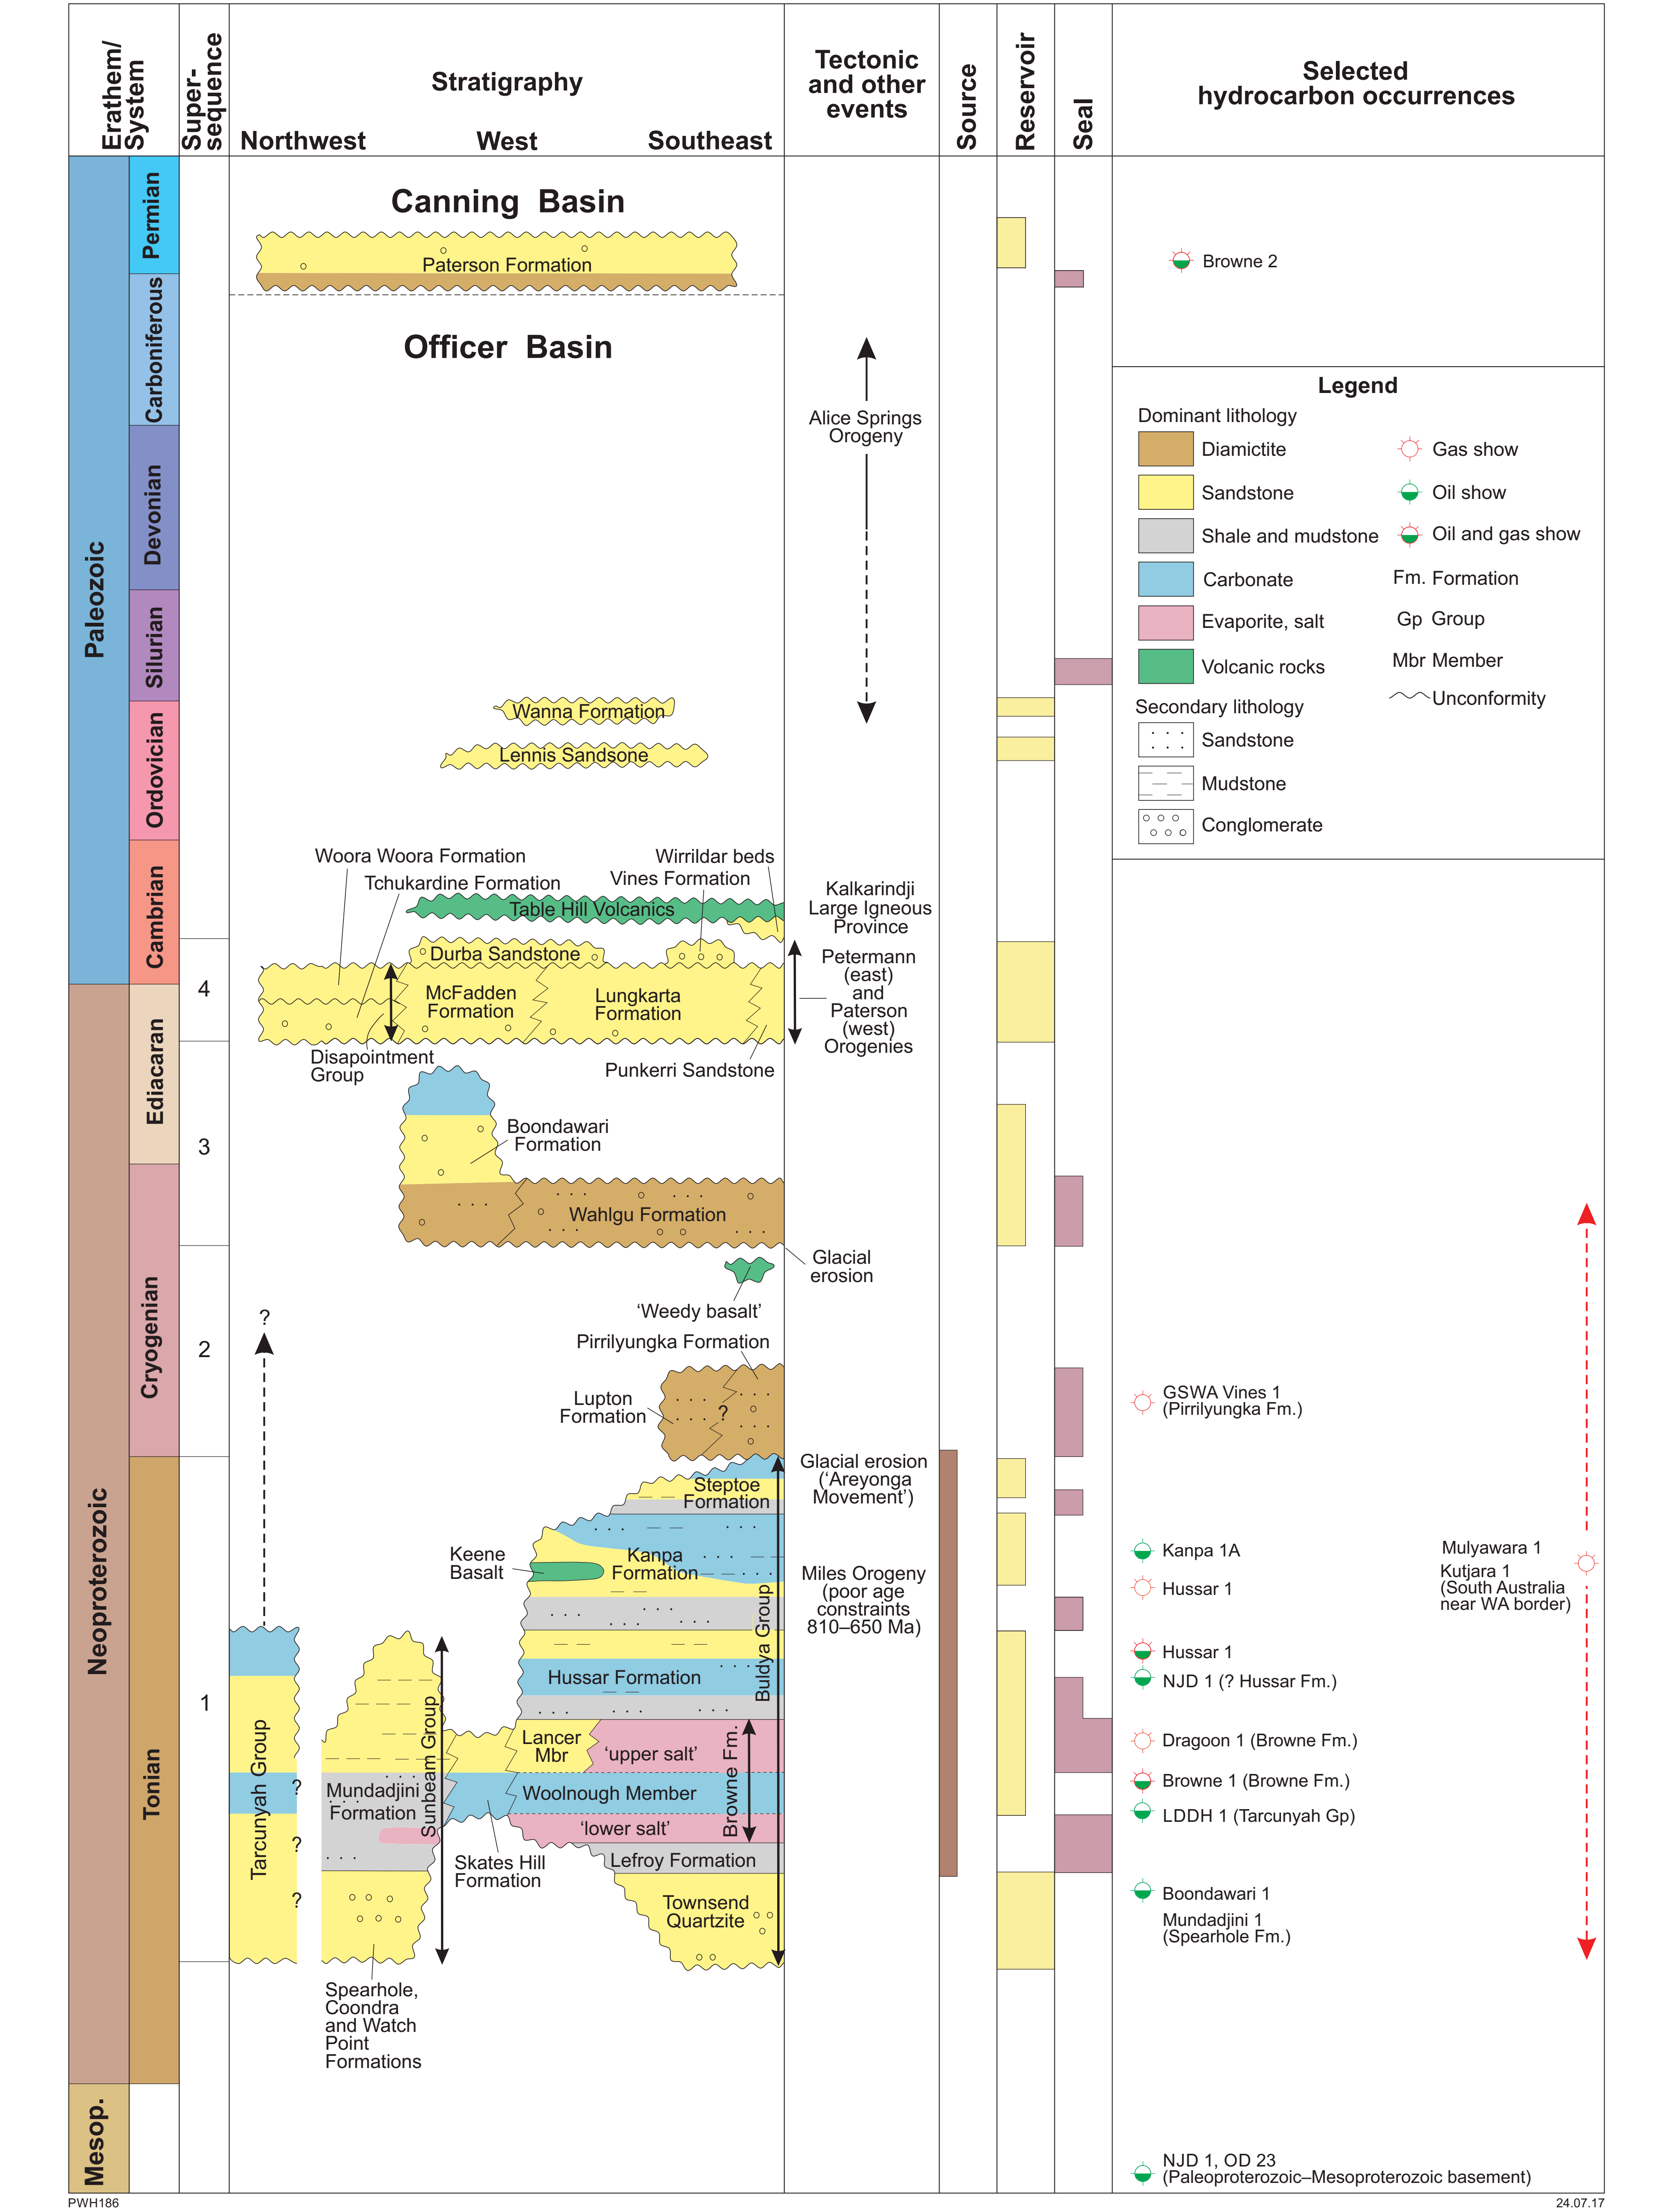 Erathem/
System
Super-
sequence
Stratigraphy
Northwest
West
Southeast
Tectonic
and other
events
Source
Reservoir
Seal
Selected
hydrocarbon occurrences
Paleozoic
Neoproterozoic
Mesop.
Permian
Carboniferous
Devonian
Silurian
Ordovician
Cambrian
Ediacaran
Cryogenian
Tonian
4
3
2
1
Canning Basin
Paterson Formation
Officer Basin
Wanna Formation
Lennis Sandsone
Woora Woora Formation
Tchukardine Formation
Wirrildar beds
Vines Formation
Table Hill Volcanics
Durba Sandstone
McFadden
Formation
Lungkarta
Formation
Disapointment
Group
Punkerri Sandstone
Boondawari
Formation
Wahlgu Formation
‘Weedy basalt’
Pirrilyungka Formation
Lupton
Formation
?
?
Steptoe
Formation
Keene
Basalt
Kanpa
Formation
Buldya Group
Hussar Formation
Lancer
Mbr
‘upper salt’
Browne Fm.
Woolnough Member
‘lower salt’
Lefroy Formation
Townsend
Quartzite
Skates Hill
Formation
Sunbeam Group
Mundadjini
Formation
Tarcunyah Group
?
?
?
Spearhole,
Coondra
and Watch
Point
Formations
Alice Springs
Orogeny
Kalkarindji
Large Igneous
Province
Petermann
(east)
and
Paterson
(west)
Orogenies
Glacial
erosion
Glacial erosion
(‘Areyonga
Movement’)
Miles Orogeny
(poor age
constraints
810–650 Ma)
Browne 2
Legend
Dominant lithology
Diamictite
Sandstone
Shale and mudstone
Carbonate
Evaporite, salt
Volcanic rocks
Secondary lithology
Sandstone
Mudstone
Conglomerate
Gas show
Oil show
Oil and gas show
Fm. Formation
Gp Group
Mbr Member
Unconformity
GSWA Vines 1
(Pirrilyungka Fm.)
Kanpa 1A
Hussar 1
Mulyawara 1
Kutjara 1
(South Australia
near WA border)
Hussar 1
NJD 1 (? Hussar Fm.)
Dragoon 1 (Browne Fm.)
Browne 1 (Browne Fm.)
LDDH 1 (Tarcunyah Gp)
Boondawari 1
Mundadjini 1
(Spearhole Fm.)
NJD 1, OD 23
(Paleoproterozoic–Mesoproterozoic basement)
PWH186
24.07.17